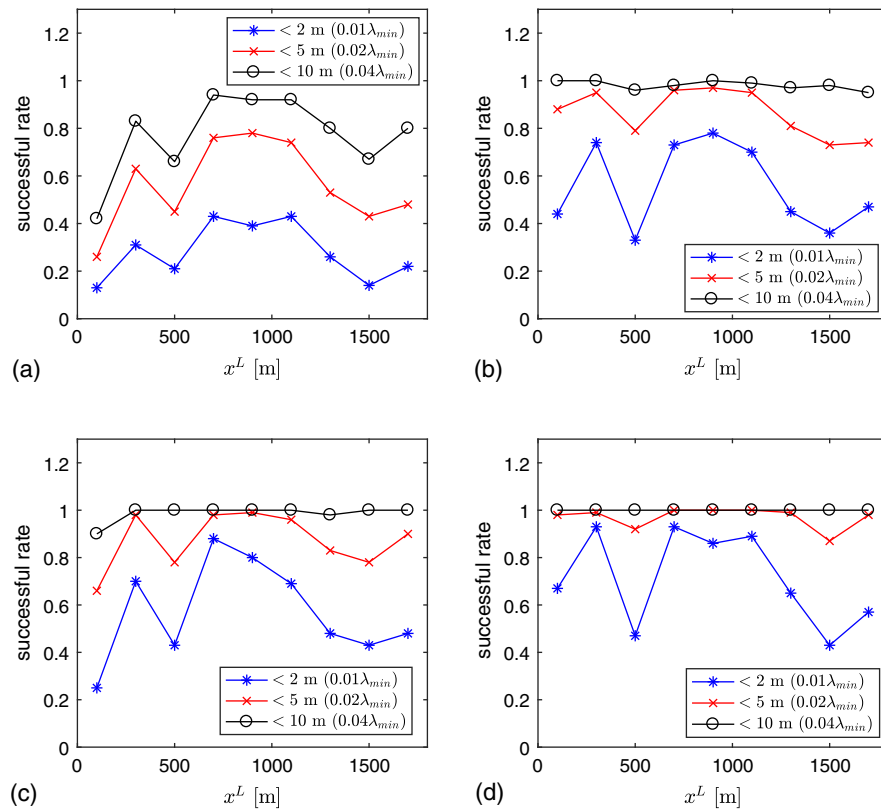 1.2
1
0.8
0.6
0.4
0.2
0
successful rate
< 2 m (0.01λmin)
< 5 m (0.02λmin)
< 10 m (0.04λmin)
0 500 1000 1500
(a) x^L [m]
1.2
1
0.8
0.6
0.4
0.2
0
successful rate
< 2 m (0.01λmin)
< 5 m (0.02λmin)
< 10 m (0.04λmin)
0 500 1000 1500
(b) x^L [m]
1.2
1
0.8
0.6
0.4
0.2
0
successful rate
< 2 m (0.01λmin)
< 5 m (0.02λmin)
< 10 m (0.04λmin)
0 500 1000 1500
(c) x^L [m]
1.2
1
0.8
0.6
0.4
0.2
0
successful rate
< 2 m (0.01λmin)
< 5 m (0.02λmin)
< 10 m (0.04λmin)
0 500 1000 1500
(d) x^L [m]